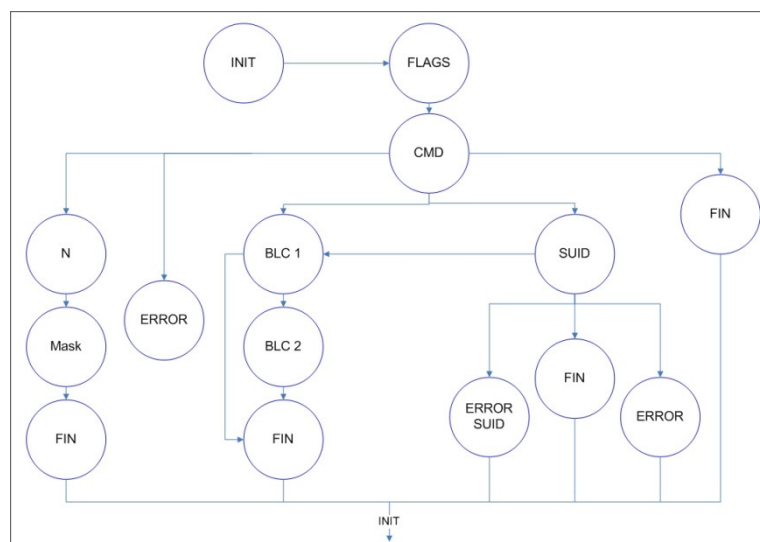 INIT
FLAGS
CMD
FIN
N
BLC 1
SUID
ERROR
Mask
BLC 2
FIN
ERROR
SUID
ERROR
FIN
FIN
INIT